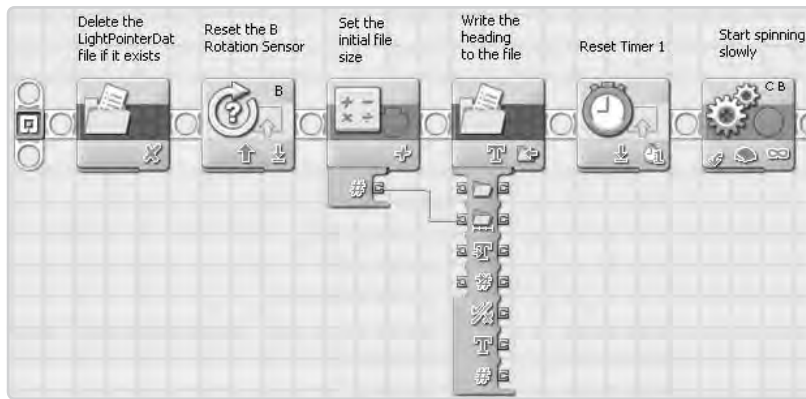 Delete the
LightPointerDat
file if it exists
Reset the B
Rotation Sensor
Set the
initial file
size
Write the
heading
to the file
Reset Timer 1
Start spinning
slowly
B
C B
T
#
T
#
T
#